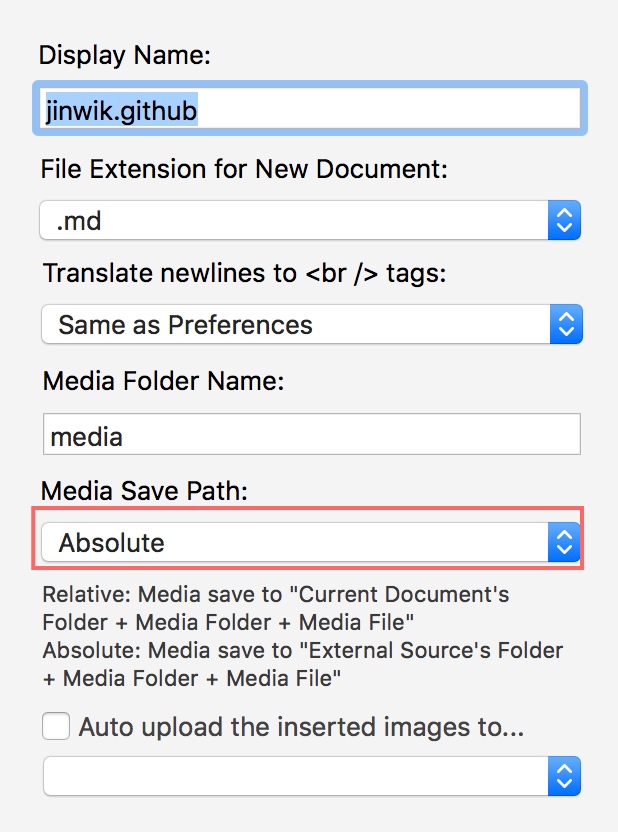 Display Name:
jinwik.github
File Extension for New Document:
.md
Translate newlines to <br /> tags:
Same as Preferences
Media Folder Name:
media
Media Save Path:
Absolute
Relative: Media save to "Current Document's
Folder + Media Folder + Media File"
Absolute: Media save to "External Source's Folder
+ Media Folder + Media File"
Auto upload the inserted images to...